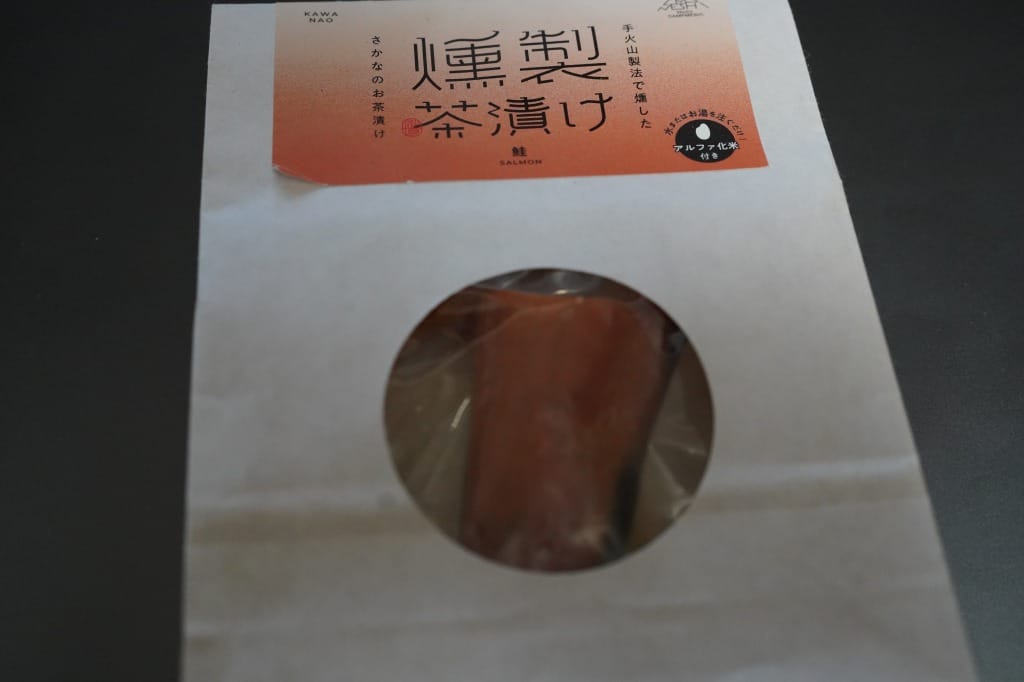 KAWA
NAO
手火山製法で燻した
燻製
茶漬け
さかなのお茶漬け
鮭
SALMON
水またはお湯を注ぐだけ!
アルファ化米
付き